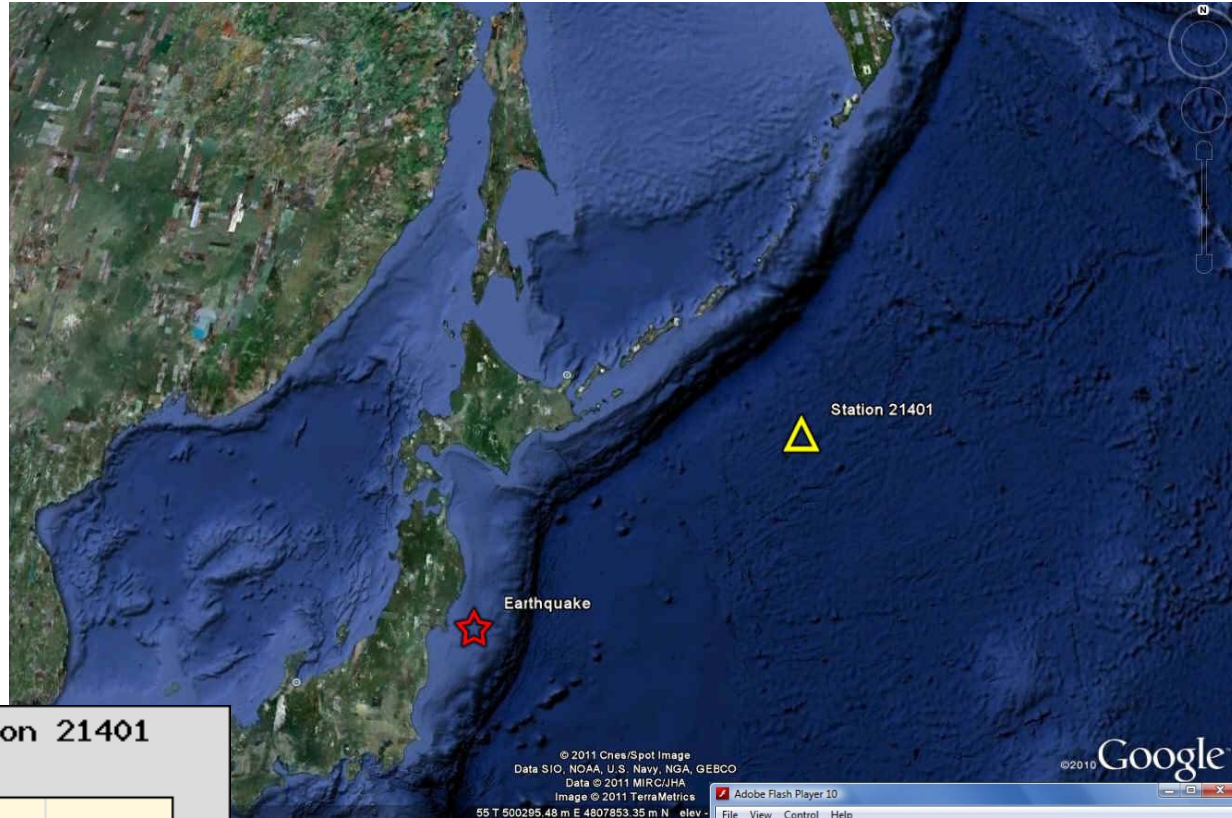 N
Station 21401
Earthquake
on 21401
© 2011 Cnes/Spot Image
Data SIO, NOAA, U.S. Navy, NGA, GEBCO
Data © 2011 MIRC/JHA
Image © 2011 TerraMetrics
55 T 500295.48 m E 4807853.35 m N elev -
©2010 Google
Adobe Flash Player 10
File View Control Help